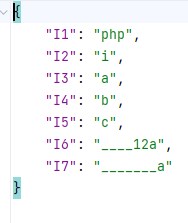 {
"I1": "php",
"I2": "i",
"I3": "a",
"I4": "b",
"I5": "c",
"I6": "____12a",
"I7": "_______a"
}